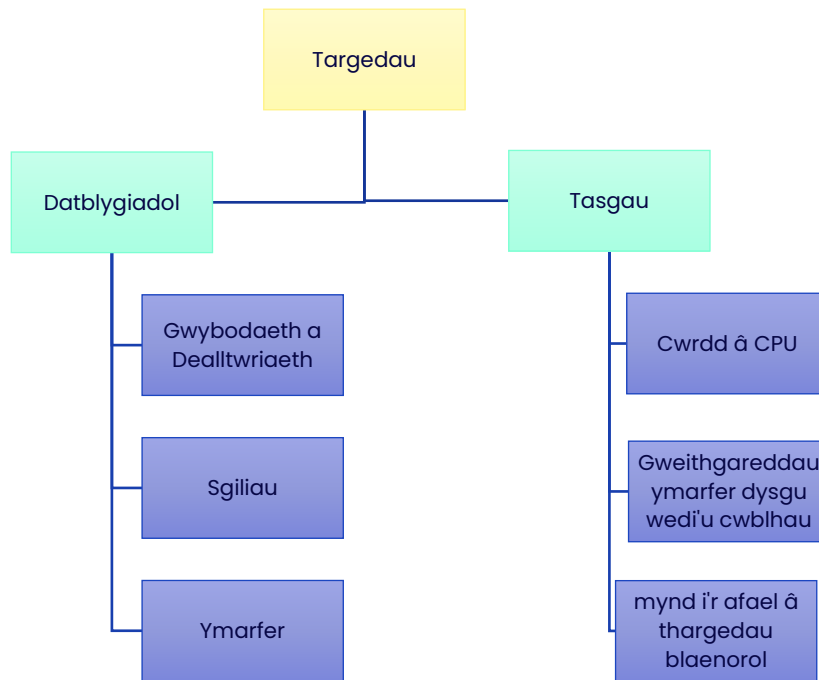 Targedau
Datblygiadol
Tasgau
Gwybodaeth a
Dealltwriaeth
Sgiliau
Ymarfer
Cwrdd â CPU
Gweithgareddau
ymarfer dysgu
wedi'u cwblhau
mynd i'r afael â
thargedau
blaenorol